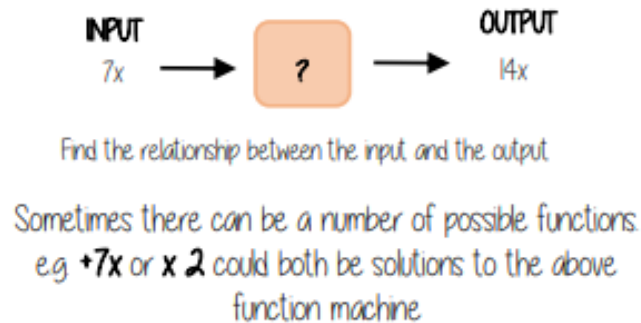 INPUT
OUTPUT
7x
?
14x
Find the relationship between the input and the output
Sometimes there can be a number of possible functions.
e.g +7x or x 2 could both be solutions to the above
function machine